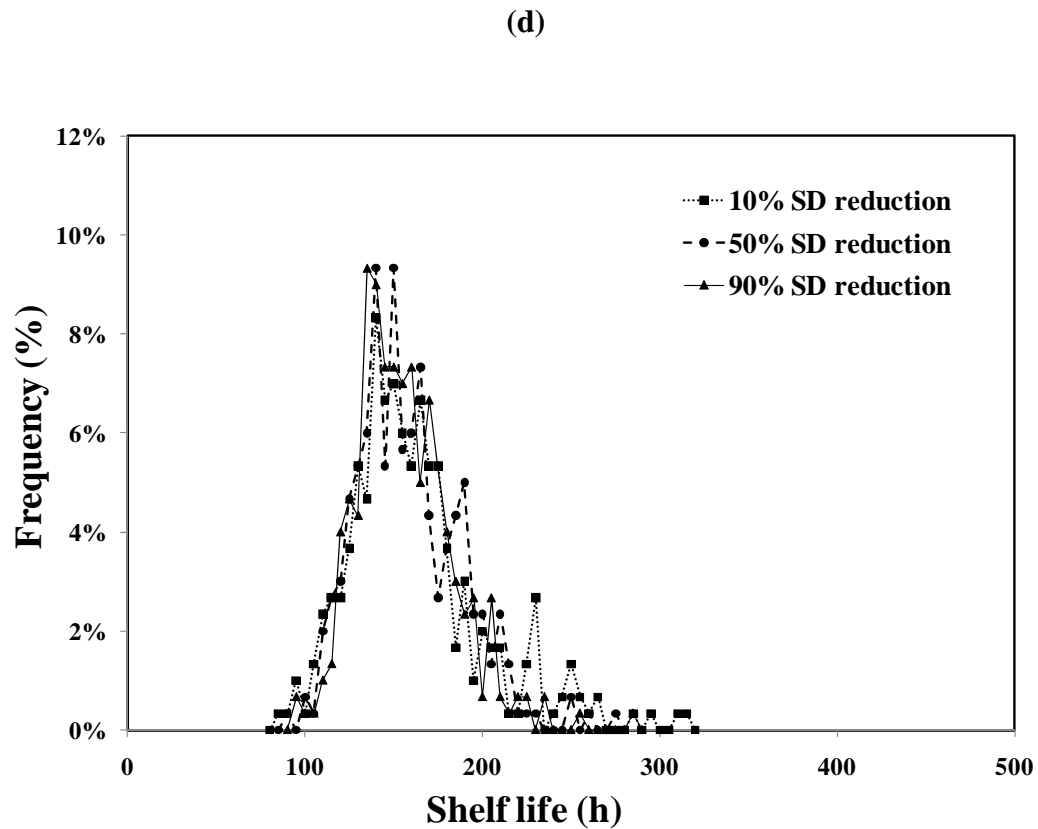 (d)
12%
10%
8%
6%
4%
2%
0%
Frequency (%)
10% SD reduction
50% SD reduction
90% SD reduction
0 100 200 300 400 500
Shelf life (h)